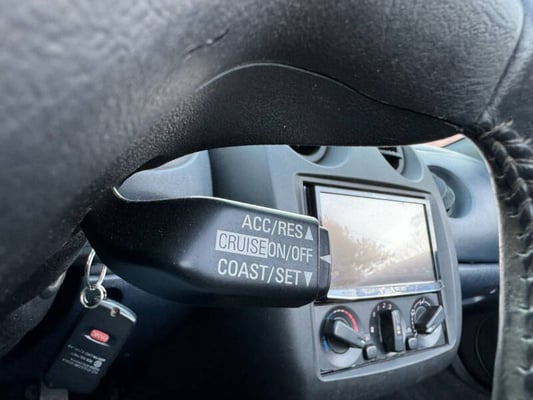 ACC/RES▲
CRUISE ON/OFF
COAST/SET▼